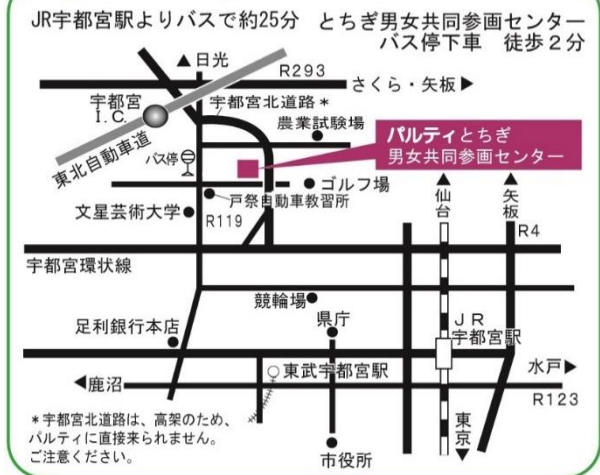 JR宇都宮駅よりバスで約25分 とちぎ男女共同参画センター
バス停下車 徒歩2分
▲日光
R293
さくら・矢板▶
宇都宮
I.C.
宇都宮北道路*
農業試験場
東北自動車道
バス停
パルティとちぎ
男女共同参画センター
ゴルフ場
戸祭自動車教習所
文星芸術大学
R119
▲仙台
▲矢板
R4
宇都宮環状線
競輪場
県庁
JR
宇都宮駅
足利銀行本店
東武宇都宮駅
水戸▶
◀鹿沼
R123
*宇都宮北道路は、高架のため、
パルティに直接来られません。
ご注意ください。
市役所
東京▼